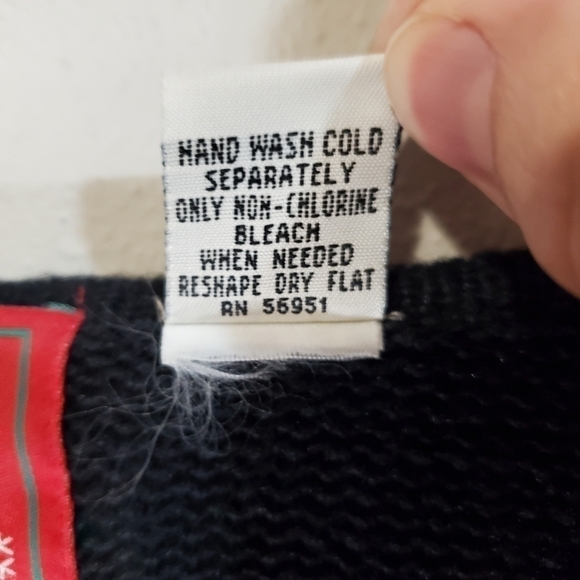 HAND WASH COLD
SEPARATELY
ONLY NON-CHLORINE
BLEACH
WHEN NEEDED
RESHAPE DRY FLAT
RN 56951